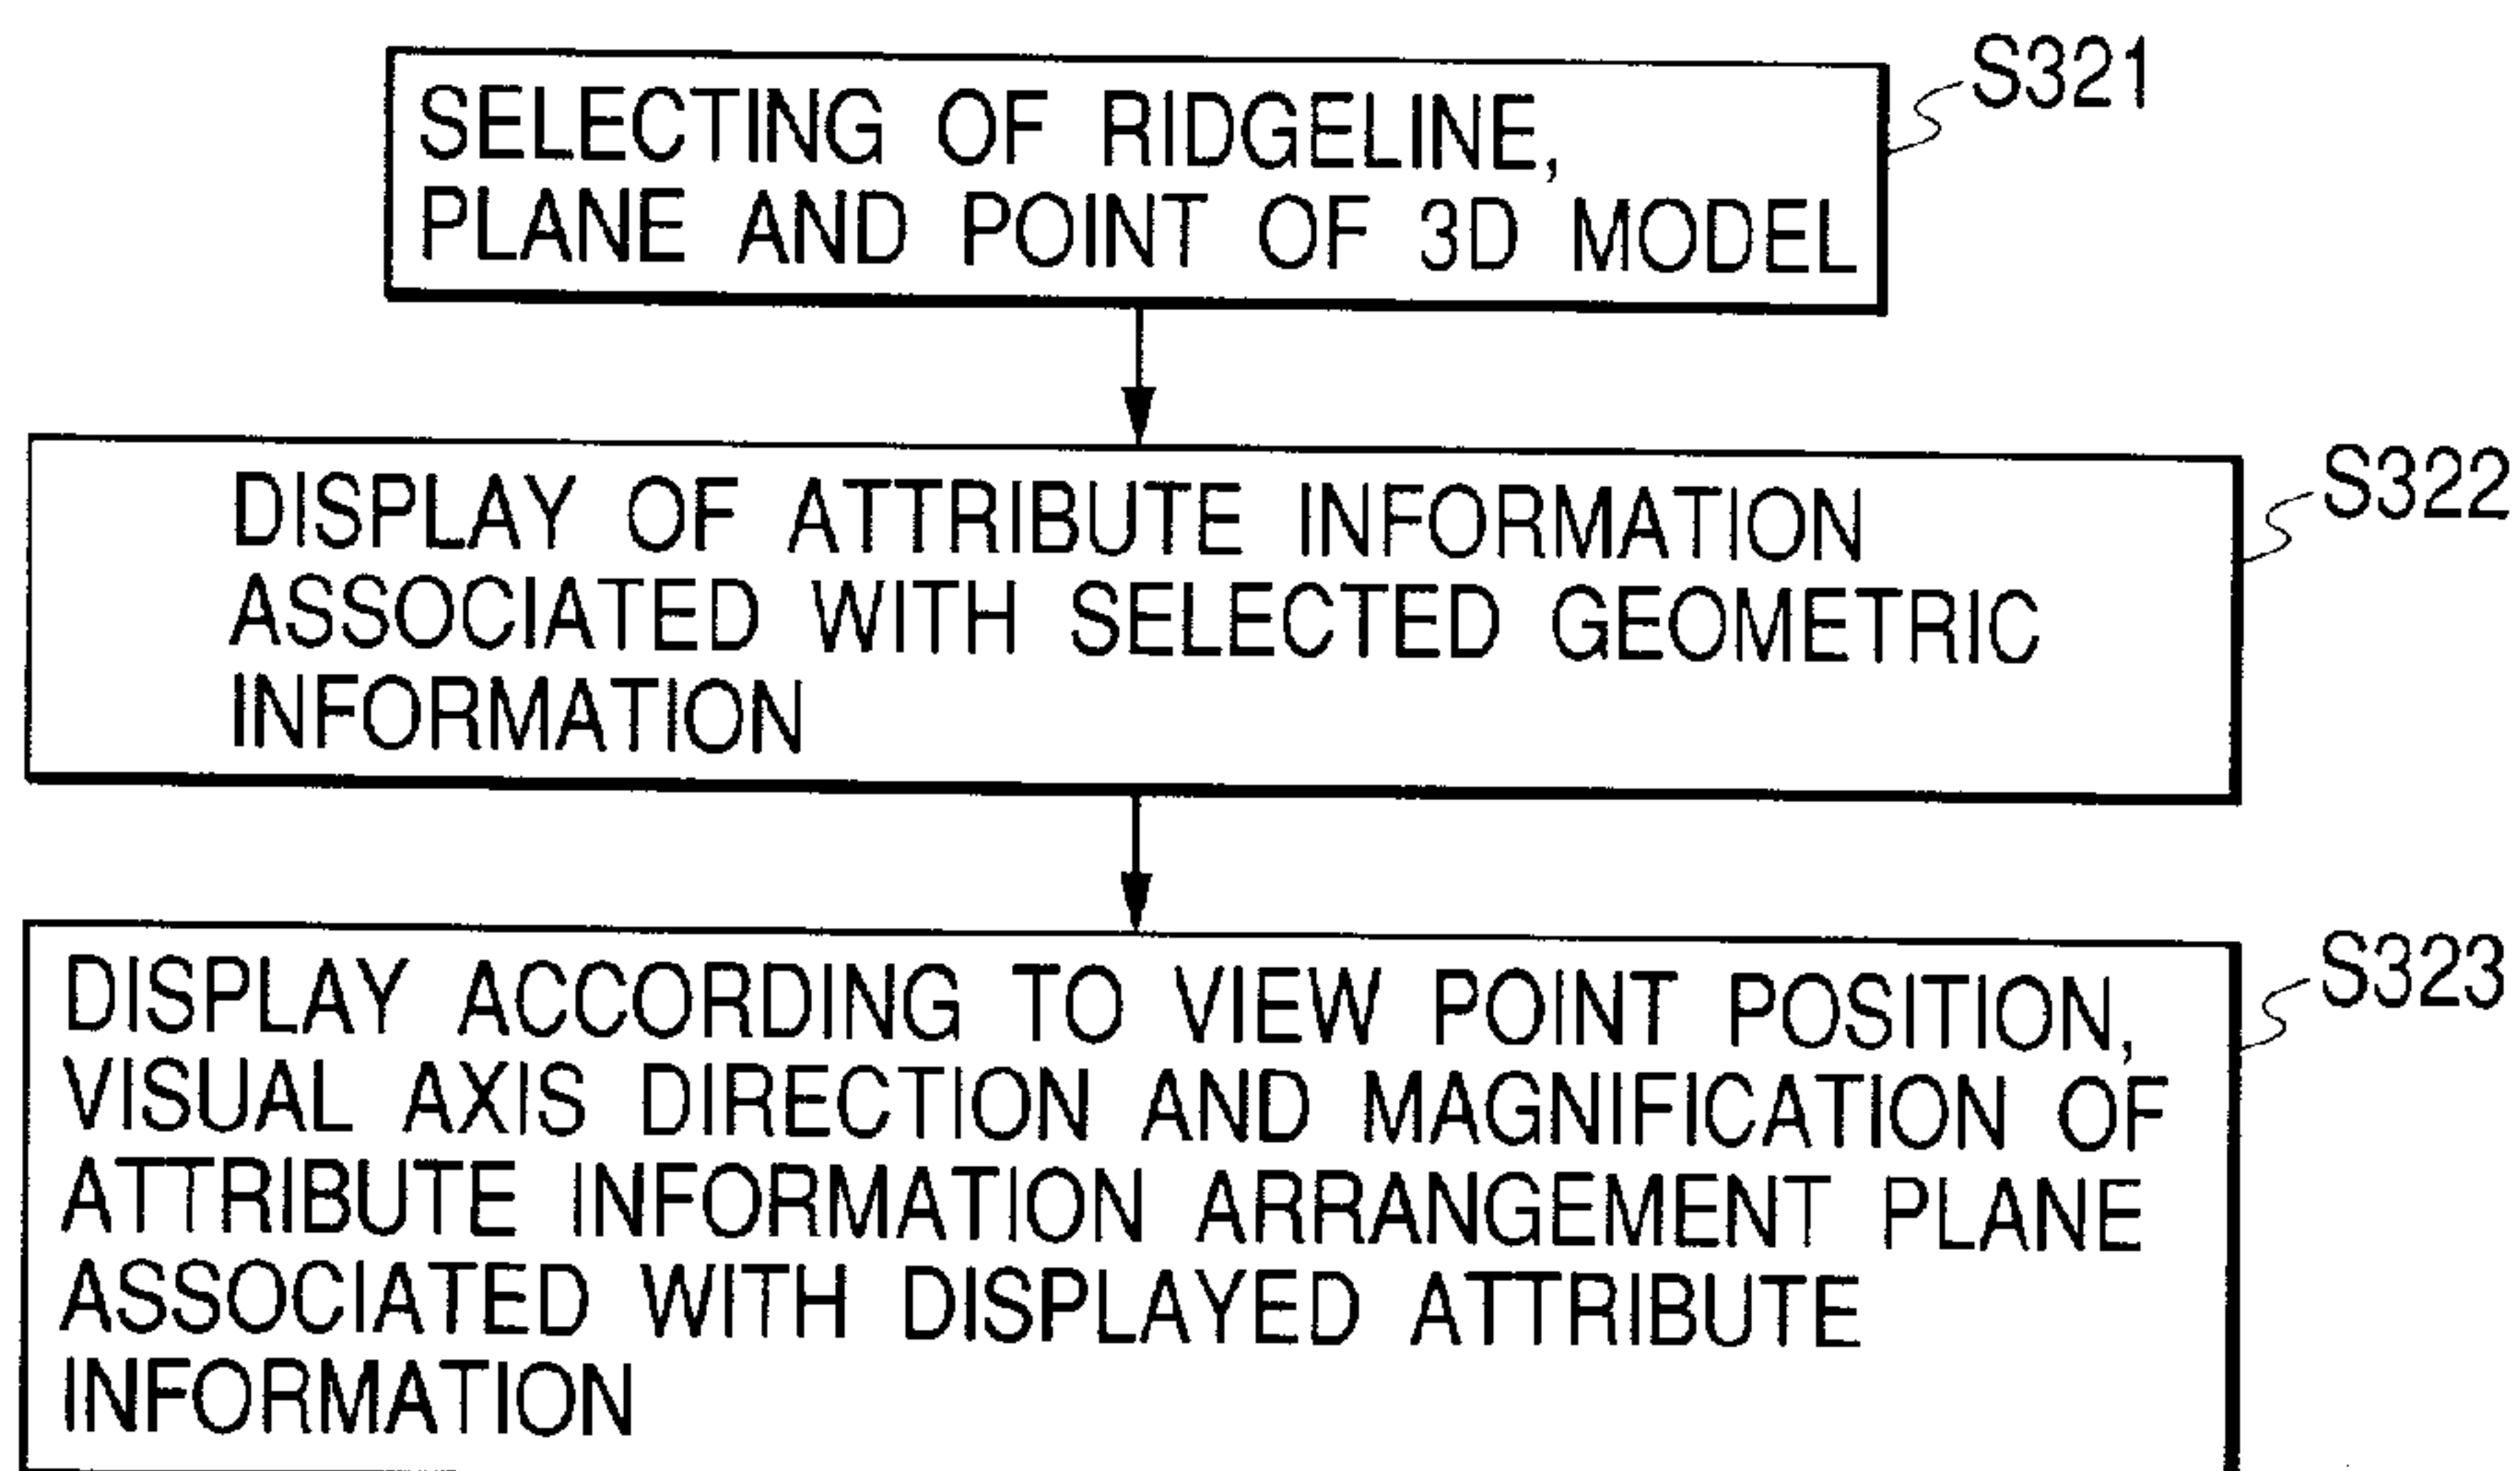 S321
SELECTING OF RIDGELINE,
PLANE AND POINT OF 3D MODEL
S322
DISPLAY OF ATTRIBUTE INFORMATION
ASSOCIATED WITH SELECTED GEOMETRIC
INFORMATION
S323
DISPLAY ACCORDING TO VIEW POINT POSITION,
VISUAL AXIS DIRECTION AND MAGNIFICATION OF
ATTRIBUTE INFORMATION ARRANGEMENT PLANE
ASSOCIATED WITH DISPLAYED ATTRIBUTE
INFORMATION